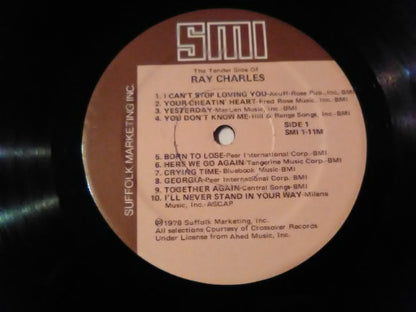 SMI
The Tender Side Of
RAY CHARLES
1. I CAN'T STOP LOVING YOU-Acuff-Rose Pub., Inc. BMI
2. YOUR CHEATIN' HEART-Fred Rose Music, Inc. BMI
3. YESTERDAY-Maclen Music, Inc. BMI
4. YOU DON'T KNOW ME-Hill & Range Songs, Inc. BMI
SIDE 1
SMI 1-11M
5. BORN TO LOSE-Peer International Corp. BMI
6. HERE WE GO AGAIN-Tangerine Music Corp.-BMI
7. CRYING TIME-Bluebook Music-BMI
8. GEORGIA-Peer International Corp.-BMI
9. TOGETHER AGAIN-Central Songs-BMI
10. I'LL NEVER STAND IN YOUR WAY-Milene
Music, Inc.-ASCAP
℗1978 Suffolk Marketing, Inc.
All selections Courtesy of Crossover Records
Under License from Ahed Music, Inc.
SUFFOLK MARKETING INC.